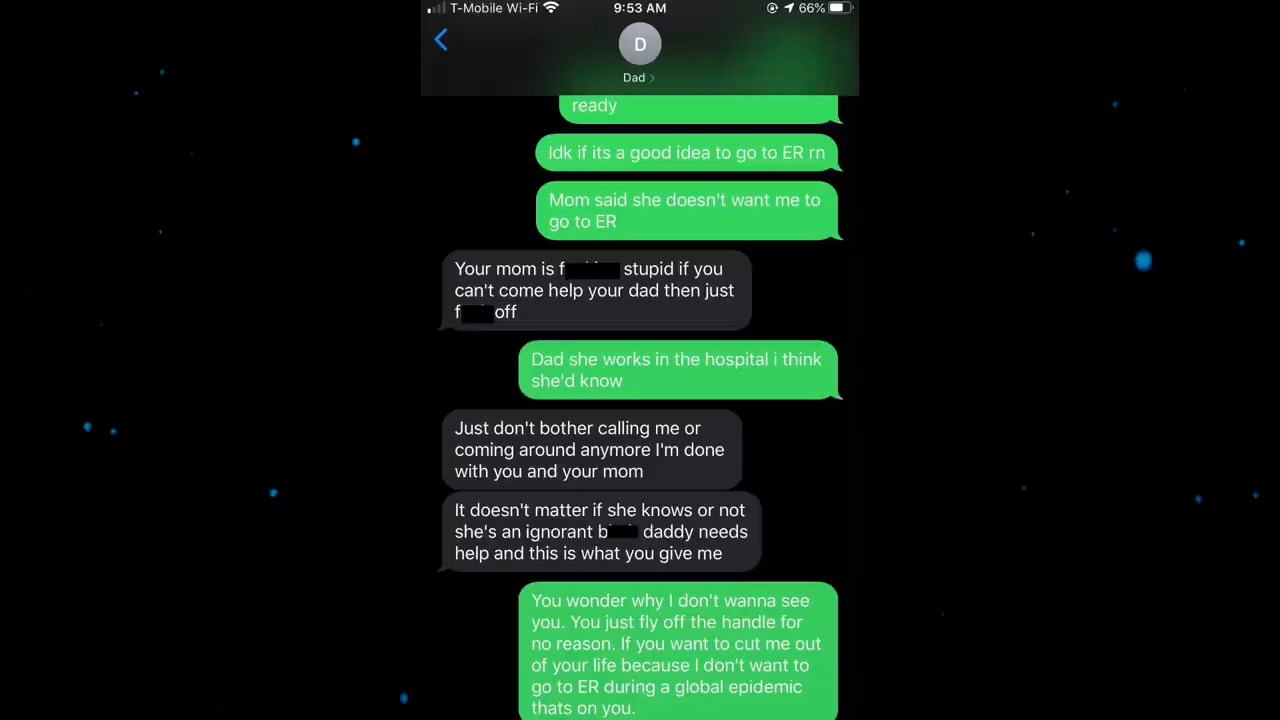 T-Mobile Wi-Fi 9:53 AM 66%
D
Dad
ready
Idk if its a good idea to go to ER rn
Mom said she doesn't want me to
go to ER
Your mom is f stupid if you
can't come help your dad then just
f off
Dad she works in the hospital i think
she'd know
Just don't bother calling me or
coming around anymore I'm done
with you and your mom
It doesn't matter if she knows or not
she's an ignorant b daddy needs
help and this is what you give me
You wonder why I don't wanna see
you. You just fly off the handle for
no reason. If you want to cut me out
of your life because I don't want to
go to ER during a global epidemic
thats on you.